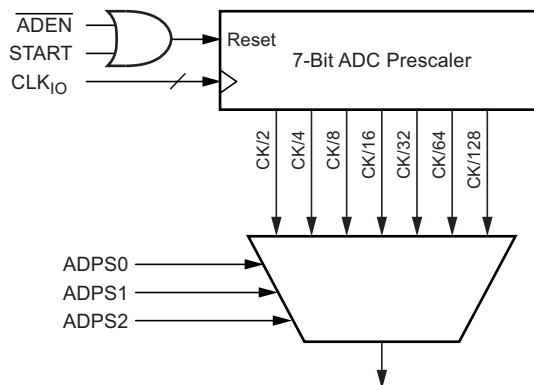 ADEN
START
CLKIO
Reset
7-Bit ADC Prescaler
CK/2
CK/4
CK/8
CK/16
CK/32
CK/64
CK/128
ADPS0
ADPS1
ADPS2